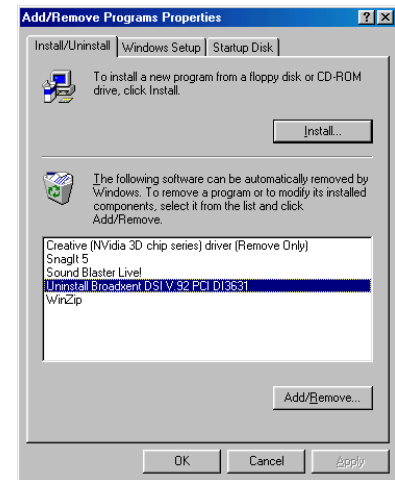 Add/Remove Programs Properties
Install/Uninstall Windows Setup Startup Disk
To install a new program from a floppy disk or CD-ROM
drive, click Install.
Install...
The following software can be automatically removed by
Windows. To remove a program or to modify its installed
components, select it from the list and click
Add/Remove.
Creative (NVidia 3D chip series) driver (Remove Only)
SnagIt 5
Sound Blaster Live!
Uninstall Broadxent DSI V.92 PCI DI3631
WinZip
Add/Remove...
OK Cancel Apply